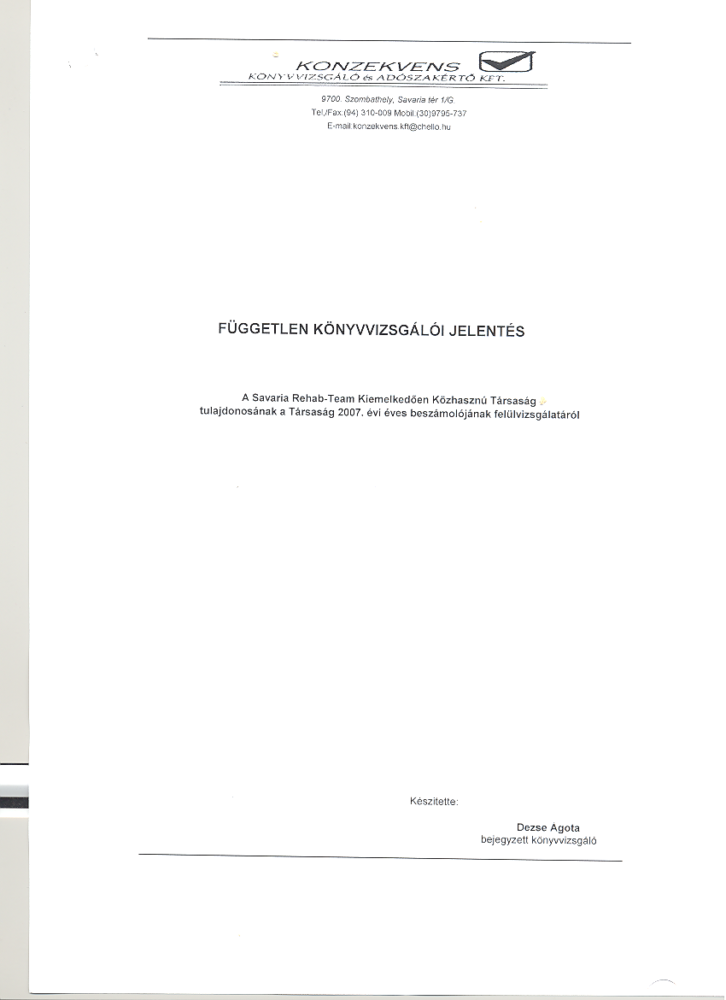 KONZEKVENS
KÖNYVVIZSGÁLÓ és ADÓSZAKÉRTŐ KFT.
9700. Szombathely, Savaria tér 1/G.
Tel,/Fax:(94) 310-009 Mobil:(30)9795-737
E-mail:konzekvens.kft@chello.hu
FÜGGETLEN KÖNYVVIZSGÁLÓI JELENTÉS
A Savaria Rehab-Team Kiemelkedően Közhasznú Társaság
tulajdonosának a Társaság 2007. évi éves beszámolójának felülvizsgálatáról
Készítette:
Dezse Ágota
bejegyzett könyvvizsgáló